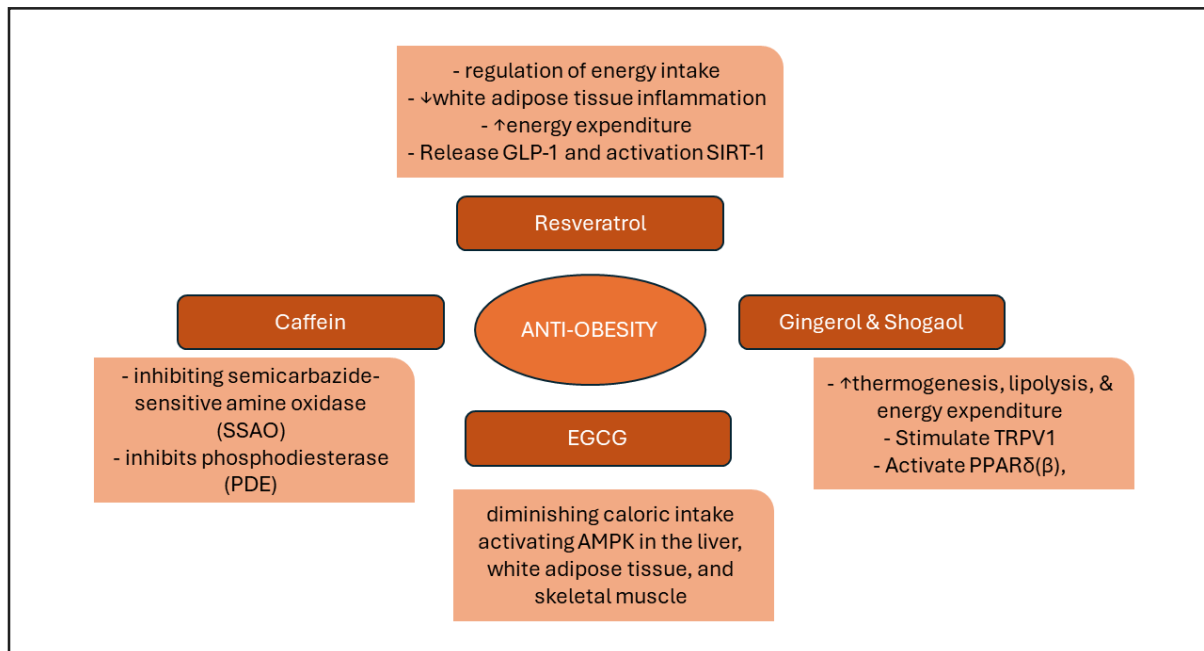 - regulation of energy intake
- ↓white adipose tissue inflammation
- ↑energy expenditure
- Release GLP-1 and activation SIRT-1
Resveratrol
Caffein
ANTI-OBESITY
Gingerol & Shogaol
- inhibiting semicarbazide-
sensitive amine oxidase
(SSAO)
- inhibits phosphodiesterase
(PDE)
- ↑thermogenesis, lipolysis, &
energy expenditure
- Stimulate TRPV1
- Activate PPARδ(β),
EGCG
diminishing caloric intake
activating AMPK in the liver,
white adipose tissue, and
skeletal muscle